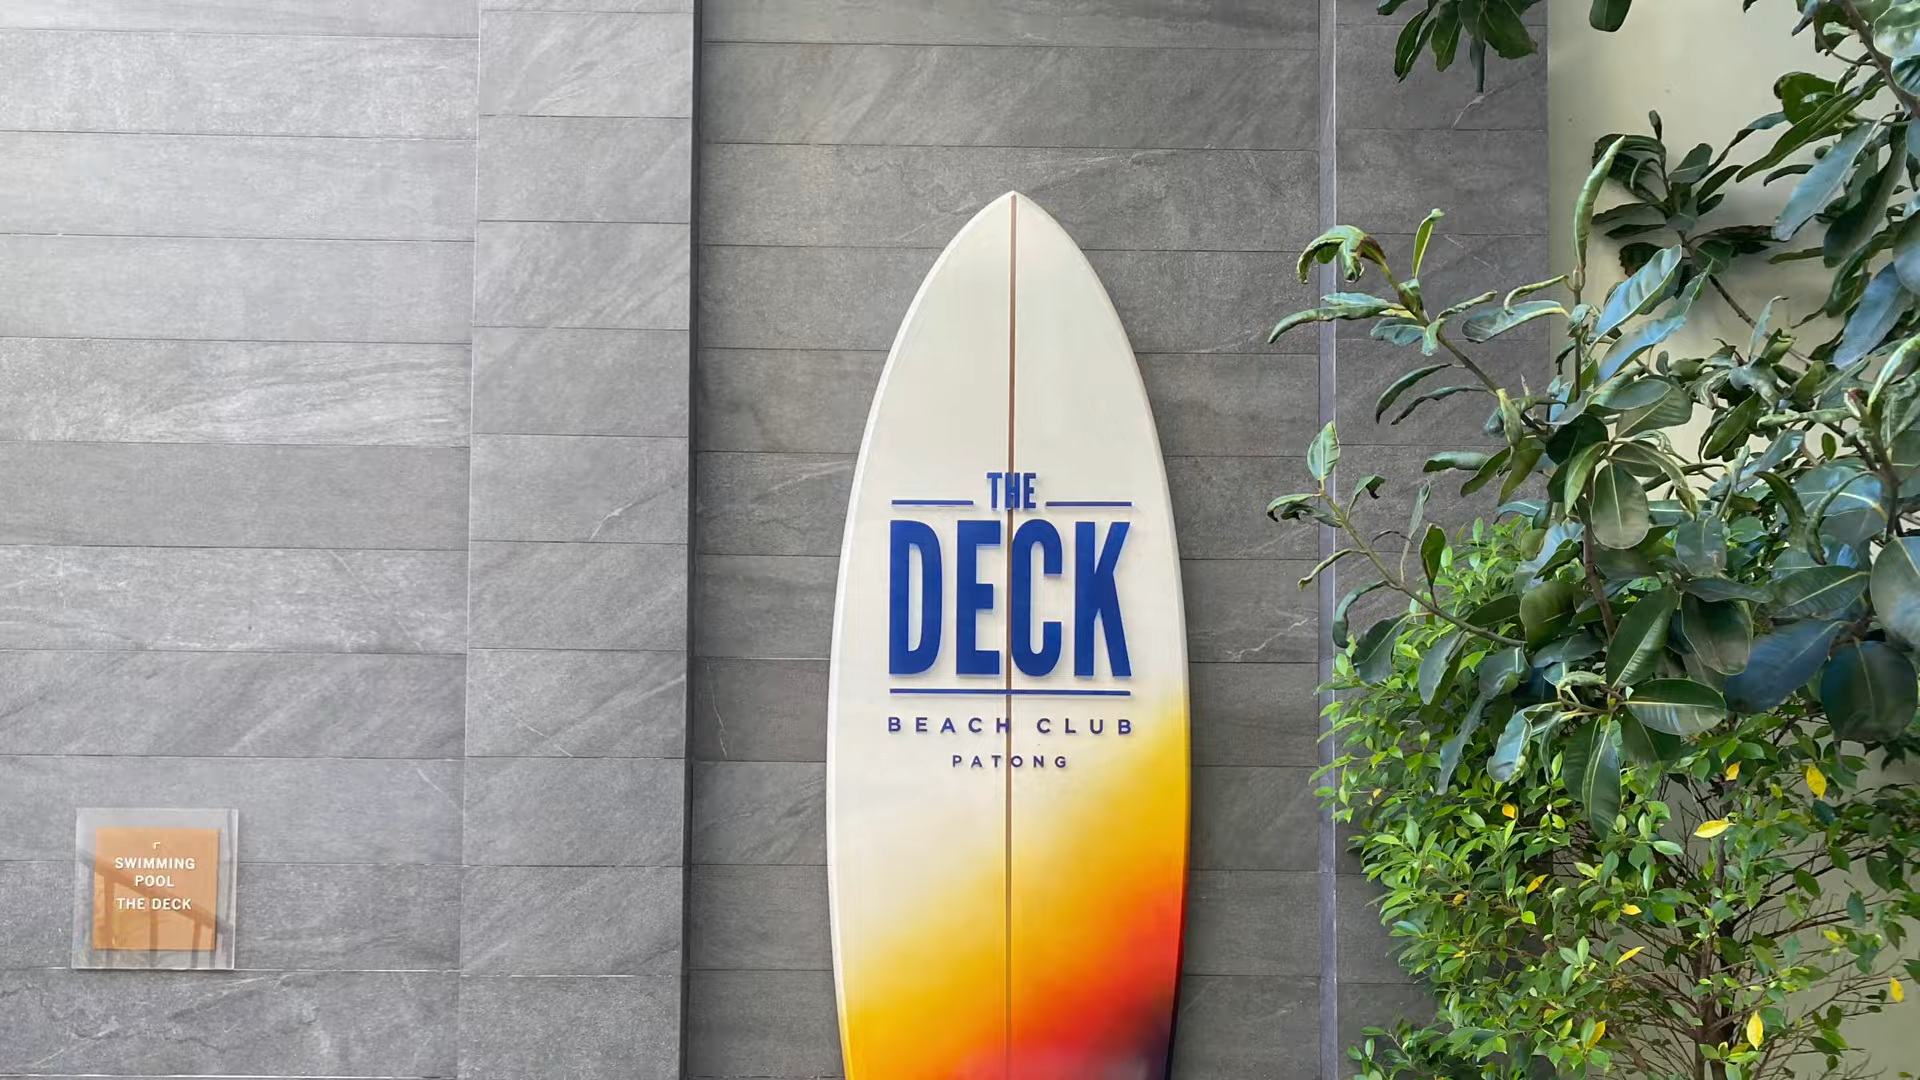 THE
DECK
BEACH CLUB
PATONG
SWIMMING
POOL
THE DECK